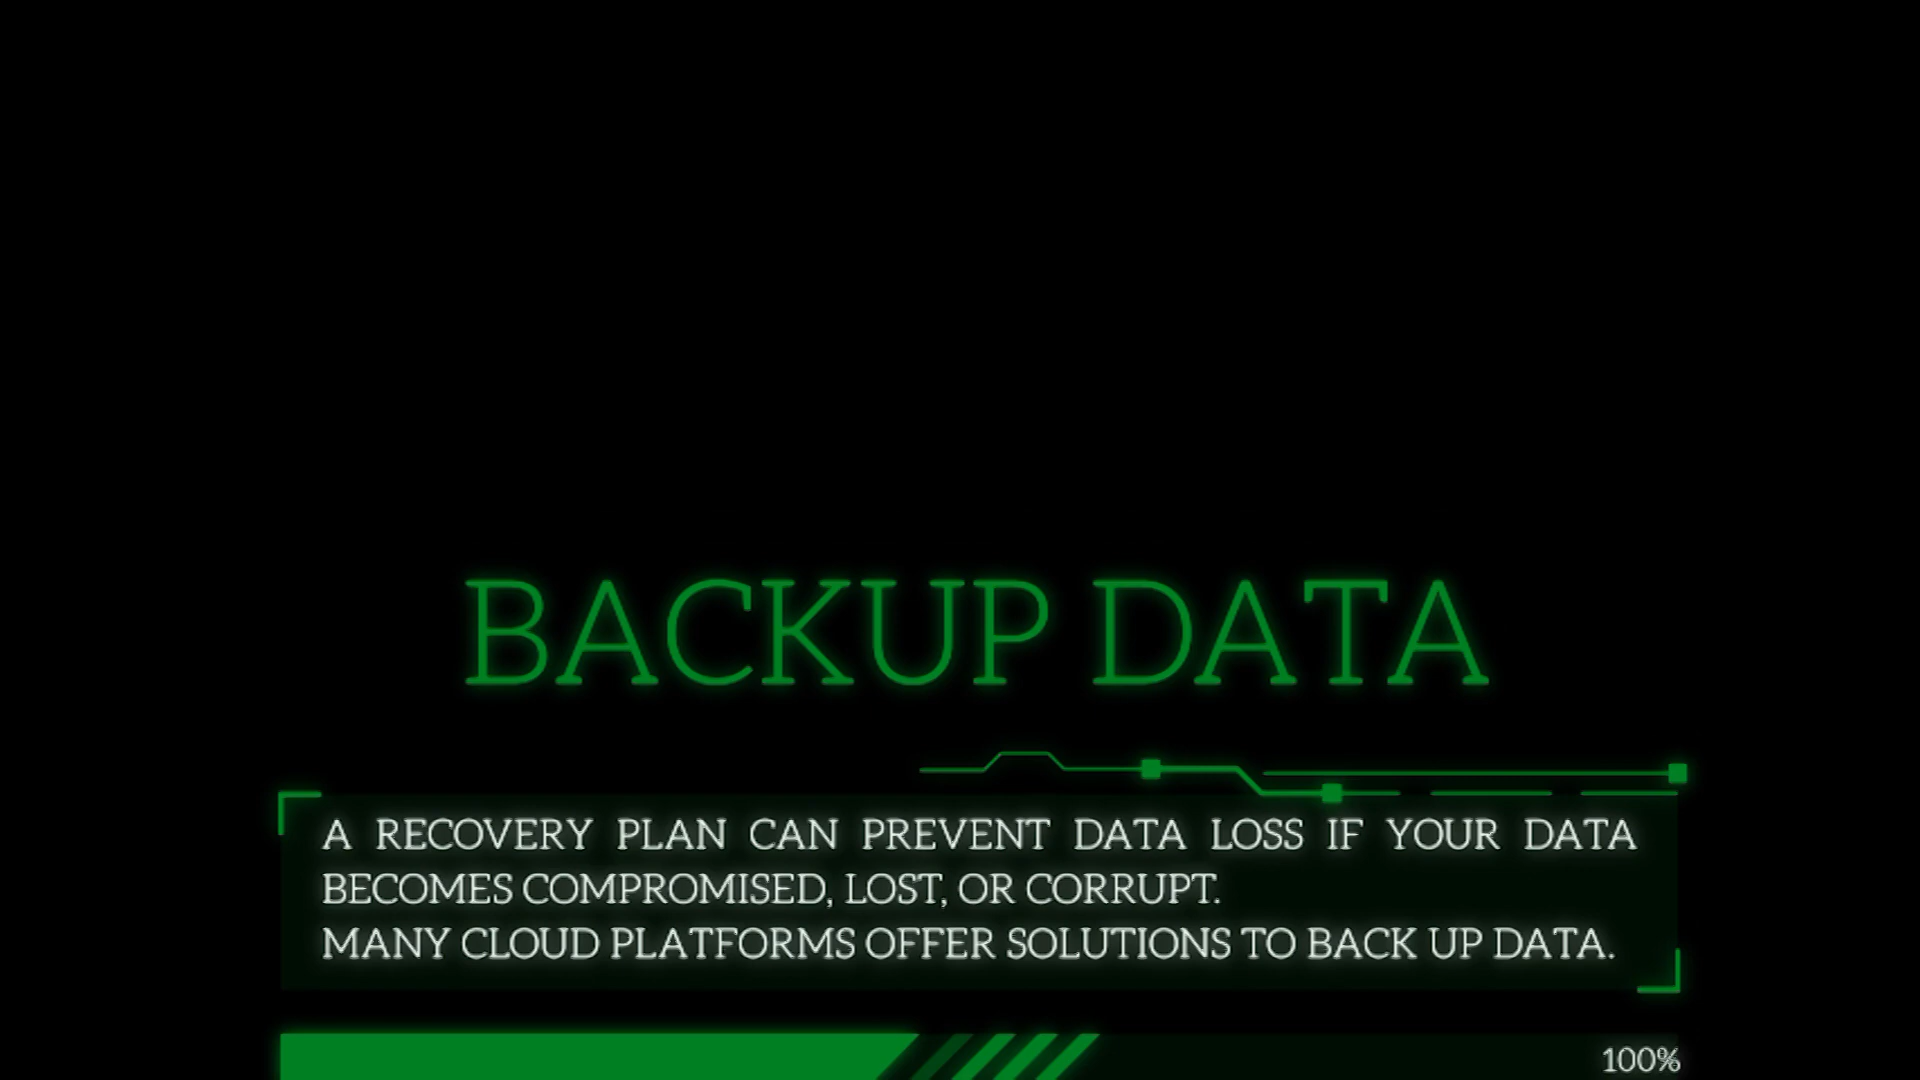 BACKUP DATA
A RECOVERY PLAN CAN PREVENT DATA LOSS IF YOUR DATA
BECOMES COMPROMISED, LOST, OR CORRUPT.
MANY CLOUD PLATFORMS OFFER SOLUTIONS TO BACK UP DATA.
100%